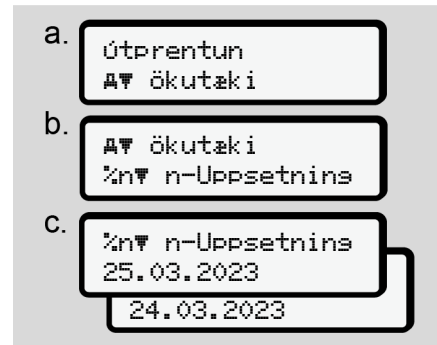 a.
útprentun
A▼ ökutæki
b.
A▼ ökutæki
%n▼ n-Uppsetning
c.
%n▼ n-Uppsetning
25.03.2023
24.03.2023